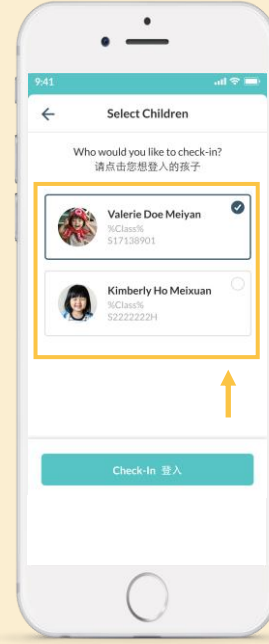 9:41
Select Children
Who would you like to check-in?
请点击您想登入的孩子
Valerie Doe Meiyan
%Class%
S17138901
Kimberly Ho Meixuan
%Class%
S2222222H
Check-In 登入